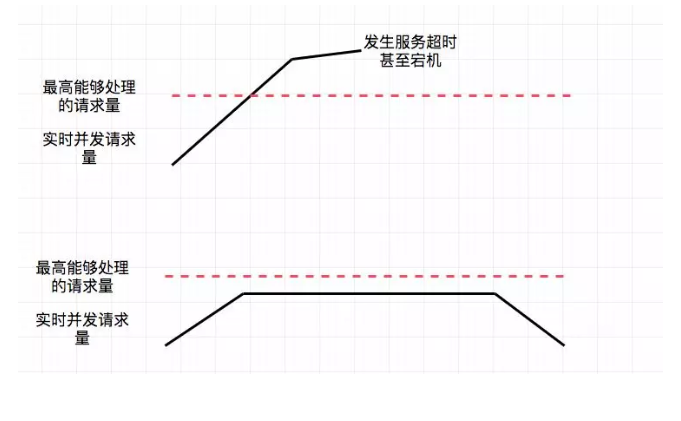 发生服务超时
甚至宕机
最高能够处理
的请求量
实时并发请求
量
最高能够处理
的请求量
实时并发请求
量